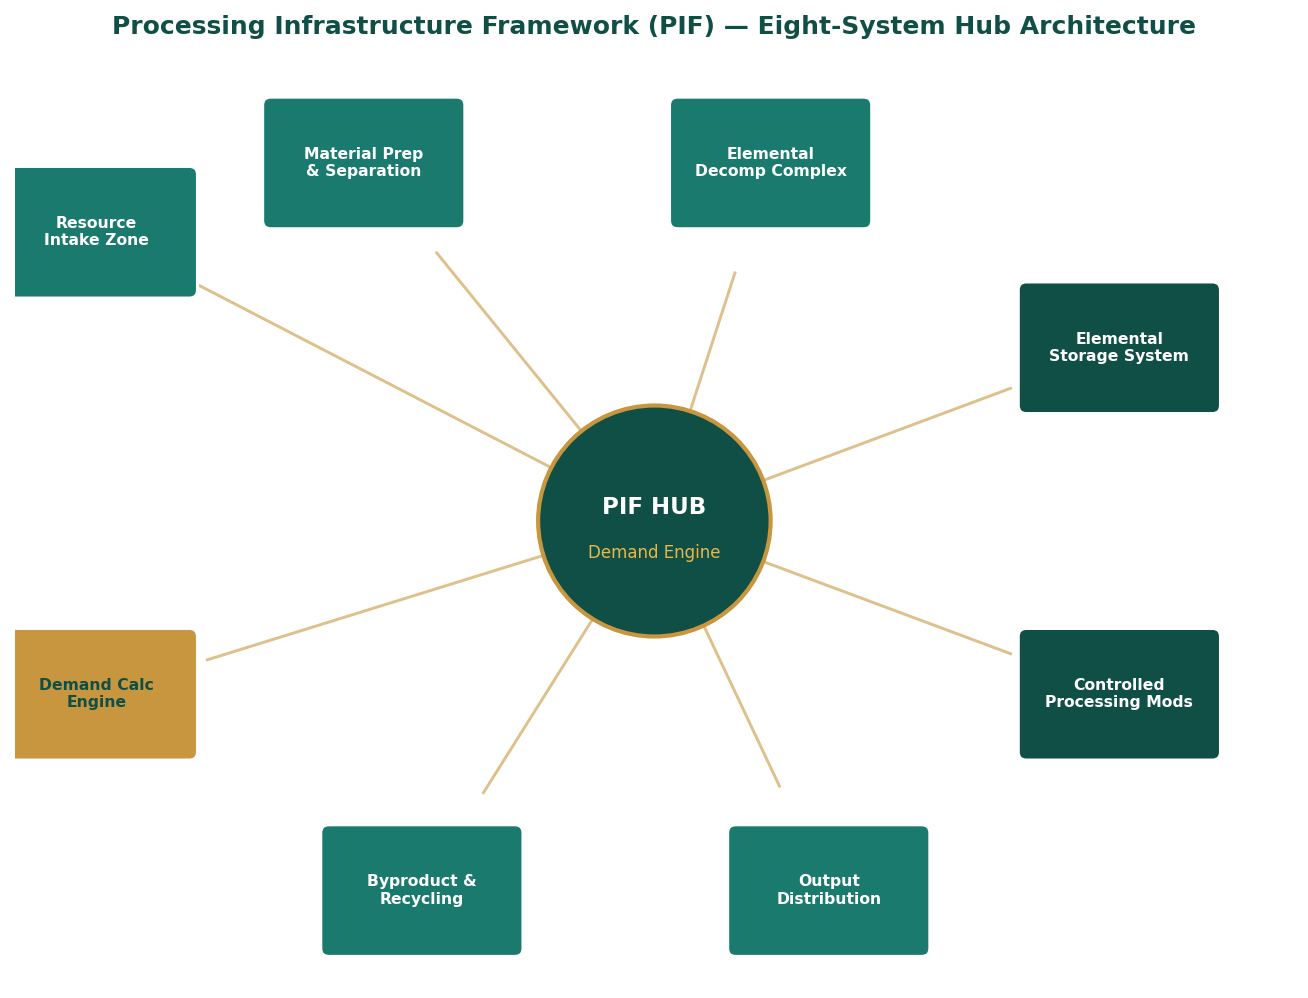 Processing Infrastructure Framework (PIF) — Eight-System Hub Architecture
Material Prep
& Separation
Elemental
Decomp Complex
Resource
Intake Zone
Elemental
Storage System
PIF HUB
Demand Engine
Demand Calc
Engine
Controlled
Processing Mods
Byproduct &
Recycling
Output
Distribution